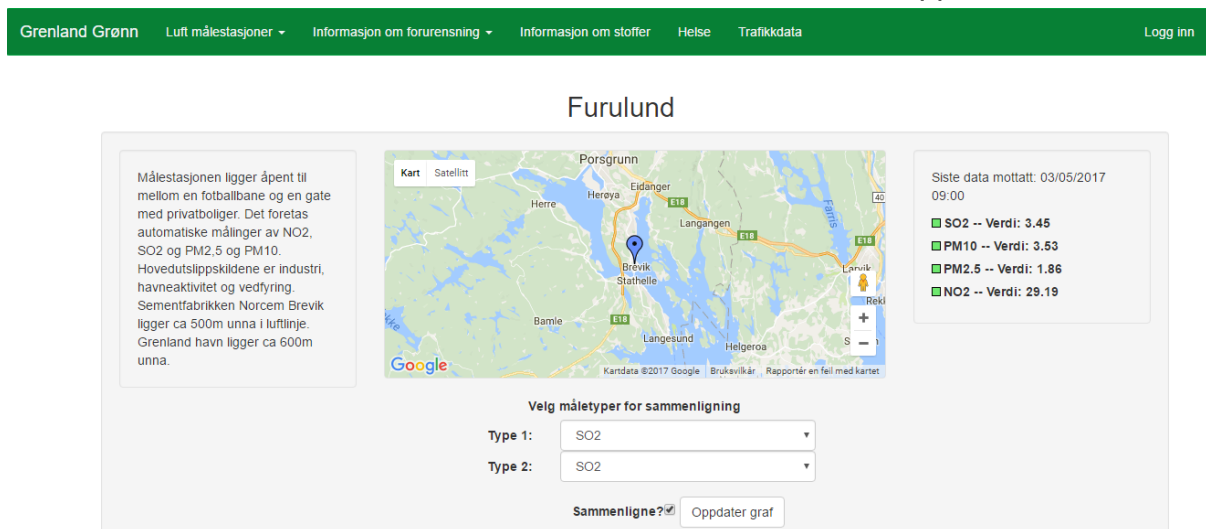 Grenland Grønn Luft målestasjoner Informasjon om forurensning Informasjon om stoffer Helse Trafikkdata Logg inn
Furulund
Målestasjonen ligger åpent til
mellom en fotballbane og en gate
med privatboliger. Det foretas
automatiske målinger av NO2,
SO2 og PM2,5 og PM10.
Hovedutslippskildene er industri,
havneaktivitet og vedfyring.
Sementfabrikken Norcem Brevik
ligger ca 500m unna i luftlinje.
Grenland havn ligger ca 600m
unna.
Kart Satellitt
Porsgrunn
Eidanger
Herøya
Herre
E18
40
Langangen
Farris
E18
E18
Brevik
Larvik
Stathelle
Rekk
Bamle
E18
Langesund
Helgeroa
Google
Kartdata ©2017 Google Bruksvilkår Rapportér en feil med kartet
Siste data mottatt: 03/05/2017
09:00
SO2 -- Verdi: 3.45
PM10 -- Verdi: 3.53
PM2.5 -- Verdi: 1.86
NO2 -- Verdi: 29.19
Velg måletyper for sammenligning
Type 1: SO2
Type 2: SO2
Sammenligne? Oppdater graf